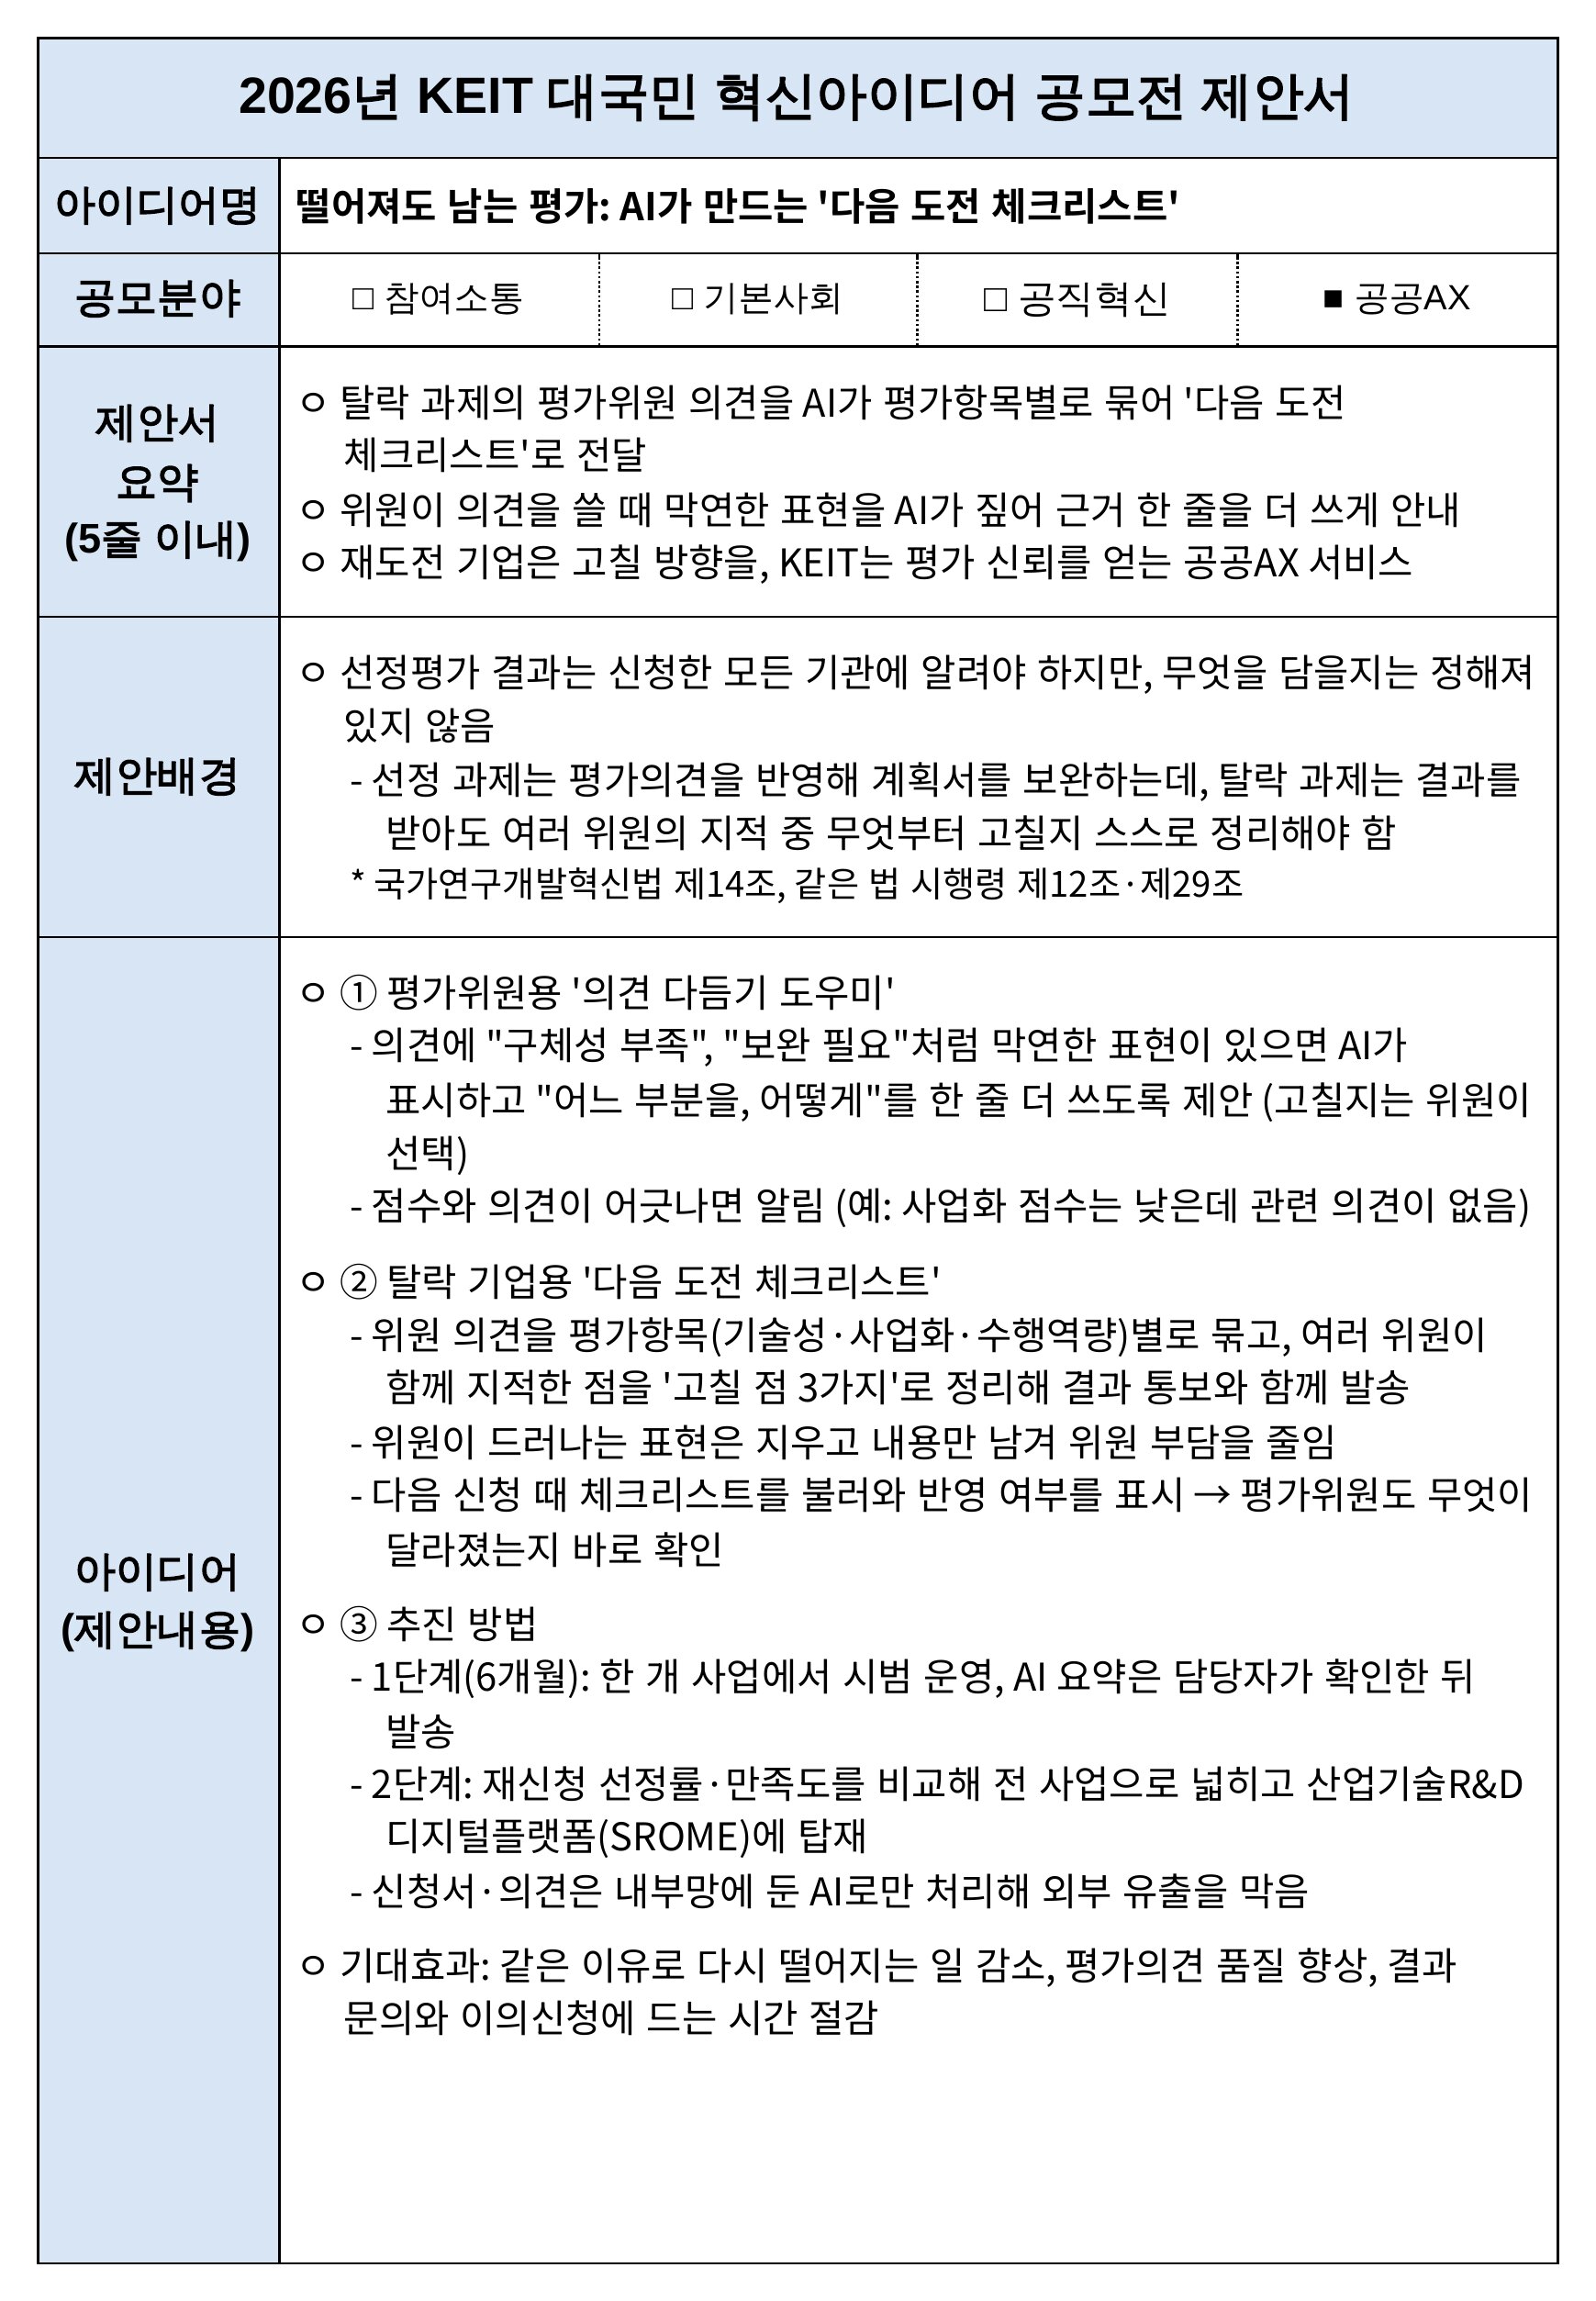 2026년 KEIT 대국민 혁신아이디어 공모전 제안서
아이디어명
떨어져도 남는 평가: AI가 만드는 '다음 도전 체크리스트'
공모분야
□ 참여소통
□ 기본사회
□ 공직혁신
■ 공공AX
제안서
요약
(5줄 이내)
ㅇ 탈락 과제의 평가위원 의견을 AI가 평가항목별로 묶어 '다음 도전
체크리스트'로 전달
ㅇ 위원이 의견을 쓸 때 막연한 표현을 AI가 짚어 근거 한 줄을 더 쓰게 안내
ㅇ 재도전 기업은 고칠 방향을, KEIT는 평가 신뢰를 얻는 공공AX 서비스
제안배경
ㅇ 선정평가 결과는 신청한 모든 기관에 알려야 하지만, 무엇을 담을지는 정해져
있지 않음
- 선정 과제는 평가의견을 반영해 계획서를 보완하는데, 탈락 과제는 결과를
받아도 여러 위원의 지적 중 무엇부터 고칠지 스스로 정리해야 함
* 국가연구개발혁신법 제14조, 같은 법 시행령 제12조·제29조
아이디어
(제안내용)
ㅇ ① 평가위원용 '의견 다듬기 도우미'
- 의견에 "구체성 부족", "보완 필요"처럼 막연한 표현이 있으면 AI가
표시하고 "어느 부분을, 어떻게"를 한 줄 더 쓰도록 제안 (고칠지는 위원이
선택)
- 점수와 의견이 어긋나면 알림 (예: 사업화 점수는 낮은데 관련 의견이 없음)
ㅇ ② 탈락 기업용 '다음 도전 체크리스트'
- 위원 의견을 평가항목(기술성·사업화·수행역량)별로 묶고, 여러 위원이
함께 지적한 점을 '고칠 점 3가지'로 정리해 결과 통보와 함께 발송
- 위원이 드러나는 표현은 지우고 내용만 남겨 위원 부담을 줄임
- 다음 신청 때 체크리스트를 불러와 반영 여부를 표시 → 평가위원도 무엇이
달라졌는지 바로 확인
ㅇ ③ 추진 방법
- 1단계(6개월): 한 개 사업에서 시범 운영, AI 요약은 담당자가 확인한 뒤
발송
- 2단계: 재신청 선정률·만족도를 비교해 전 사업으로 넓히고 산업기술R&D
디지털플랫폼(SROME)에 탑재
- 신청서·의견은 내부망에 둔 AI로만 처리해 외부 유출을 막음
ㅇ 기대효과: 같은 이유로 다시 떨어지는 일 감소, 평가의견 품질 향상, 결과
문의와 이의신청에 드는 시간 절감